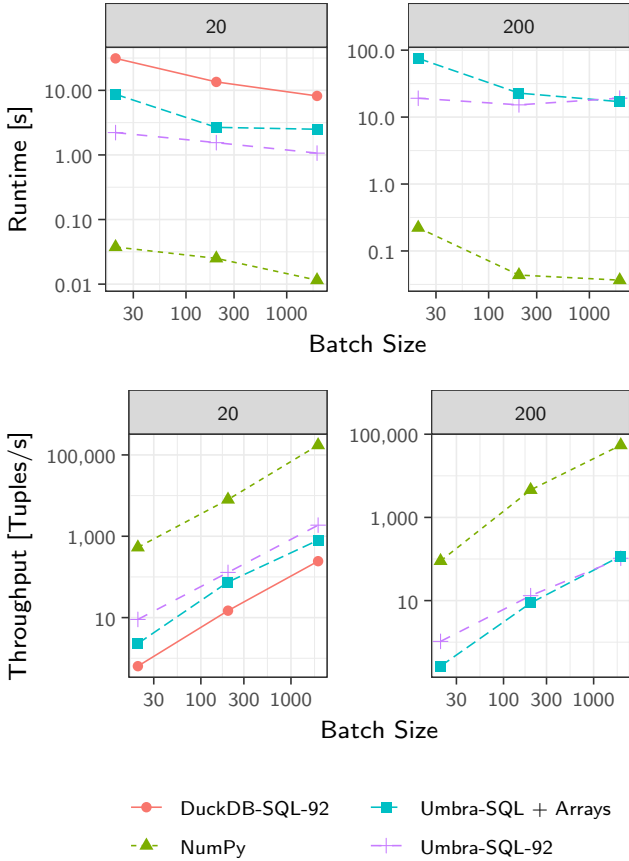 20
200
Runtime [s]
10.00
1.00
0.10
0.01
100.0
10.0
1.0
0.1
30 100 300 1000
30 100 300 1000
Batch Size
20
200
Throughput [Tuples/s]
100,000
1,000
10
100,000
1,000
10
30 100 300 1000
30 100 300 1000
Batch Size
DuckDB-SQL-92
Umbra-SQL + Arrays
NumPy
Umbra-SQL-92